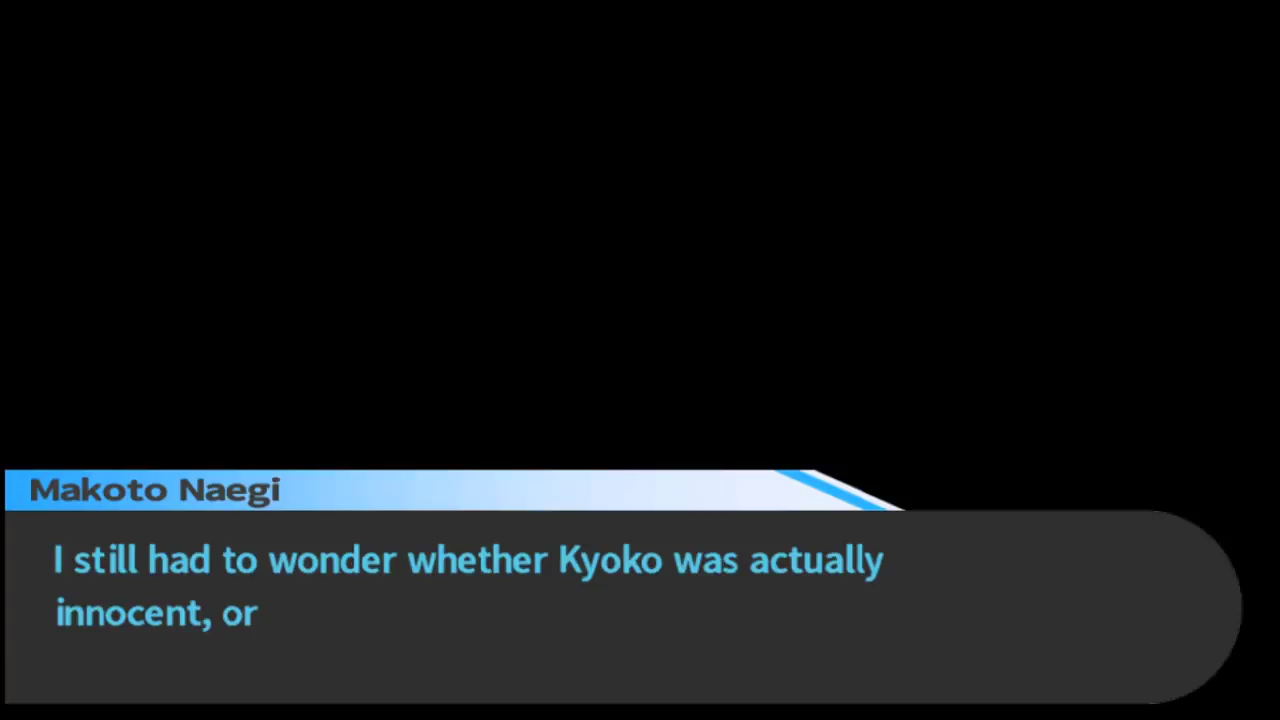 Makoto Naegi
I still had to wonder whether Kyoko was actually
innocent, or